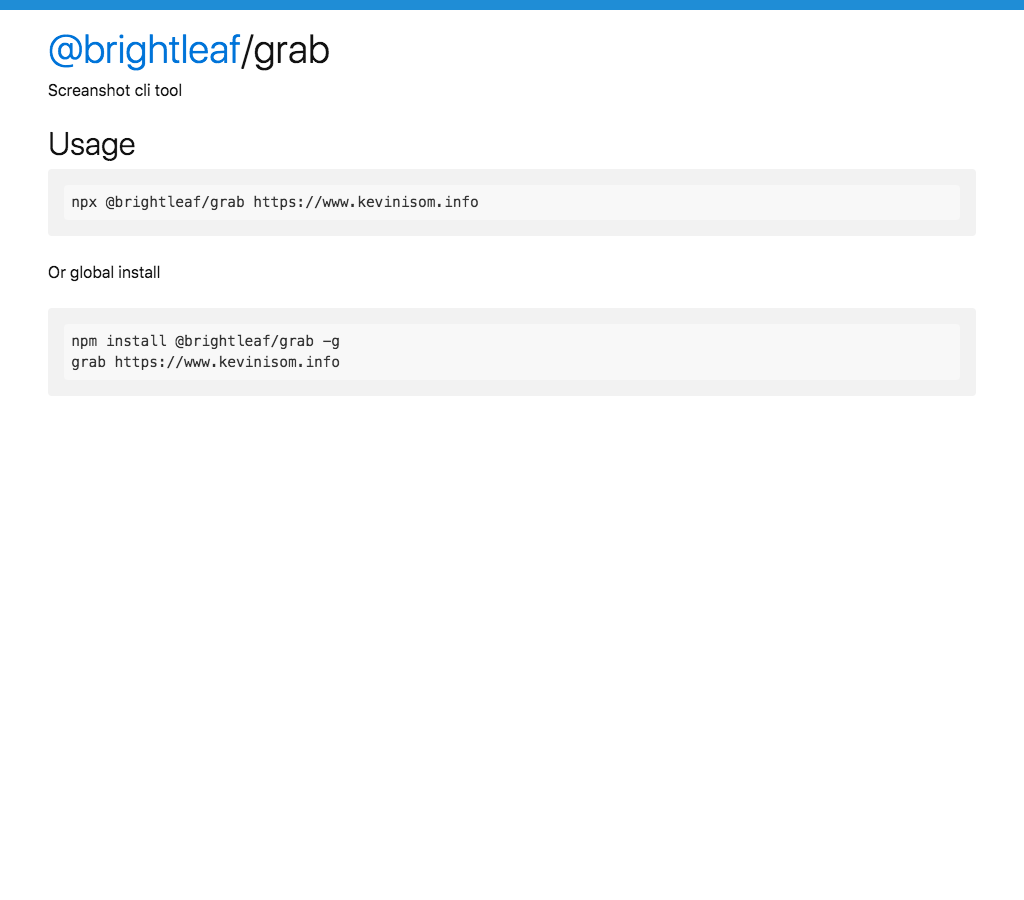 @brightleaf/grab
Screanshot cli tool
Usage
npx @brightleaf/grab https://www.kevinisom.info
Or global install
npm install @brightleaf/grab -g
grab https://www.kevinisom.info